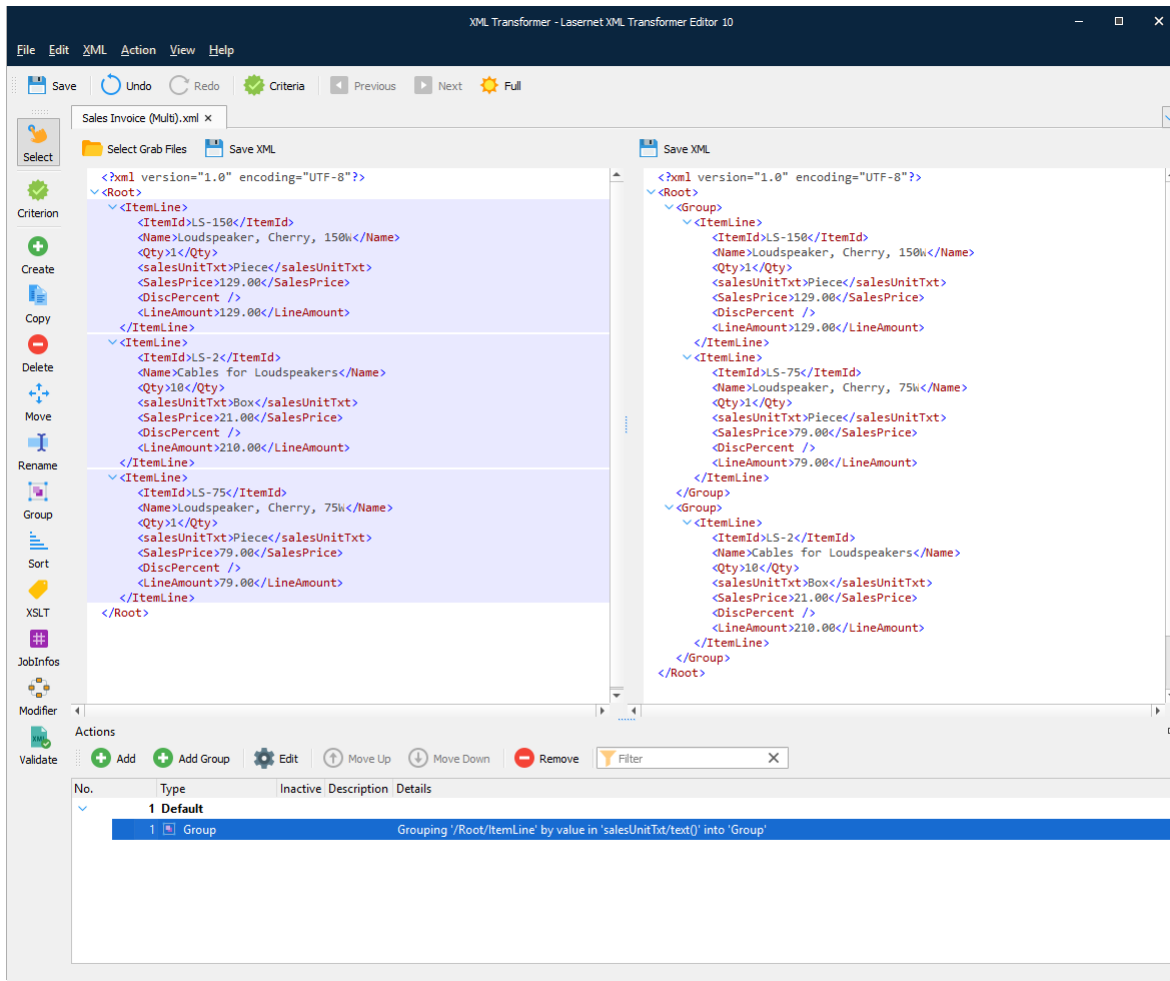 XML Transformer - Lasernet XML Transformer Editor 10
File Edit XML Action View Help
Save Undo Redo Criteria Previous Next Full
Sales Invoice (Multi).xml ×
Select Grab Files Save XML
Save XML
Select
Criterion
Create
Copy
Delete
Move
Rename
Group
Sort
XSLT
JobInfos
Modifier
Validate
<?xml version="1.0" encoding="UTF-8"?>
<Root>
<ItemLine>
<ItemId>LS-150</ItemId>
<Name>Loudspeaker, Cherry, 150W</Name>
<Qty>1</Qty>
<salesUnitTxt>Piece</salesUnitTxt>
<SalesPrice>129.00</SalesPrice>
<DiscPercent />
<LineAmount>129.00</LineAmount>
</ItemLine>
<ItemLine>
<ItemId>LS-2</ItemId>
<Name>Cables for Loudspeakers</Name>
<Qty>10</Qty>
<salesUnitTxt>Box</salesUnitTxt>
<SalesPrice>21.00</SalesPrice>
<DiscPercent />
<LineAmount>210.00</LineAmount>
</ItemLine>
<ItemLine>
<ItemId>LS-75</ItemId>
<Name>Loudspeaker, Cherry, 75W</Name>
<Qty>1</Qty>
<salesUnitTxt>Piece</salesUnitTxt>
<SalesPrice>79.00</SalesPrice>
<DiscPercent />
<LineAmount>79.00</LineAmount>
</ItemLine>
</Root>
<?xml version="1.0" encoding="UTF-8"?>
<Root>
<Group>
<ItemLine>
<ItemId>LS-150</ItemId>
<Name>Loudspeaker, Cherry, 150W</Name>
<Qty>1</Qty>
<salesUnitTxt>Piece</salesUnitTxt>
<SalesPrice>129.00</SalesPrice>
<DiscPercent />
<LineAmount>129.00</LineAmount>
</ItemLine>
<ItemLine>
<ItemId>LS-75</ItemId>
<Name>Loudspeaker, Cherry, 75W</Name>
<Qty>1</Qty>
<salesUnitTxt>Piece</salesUnitTxt>
<SalesPrice>79.00</SalesPrice>
<DiscPercent />
<LineAmount>79.00</LineAmount>
</ItemLine>
</Group>
<Group>
<ItemLine>
<ItemId>LS-2</ItemId>
<Name>Cables for Loudspeakers</Name>
<Qty>10</Qty>
<salesUnitTxt>Box</salesUnitTxt>
<SalesPrice>21.00</SalesPrice>
<DiscPercent />
<LineAmount>210.00</LineAmount>
</ItemLine>
</Group>
</Root>
Actions
Add Add Group Edit Move Up Move Down Remove Filter
No. Type Inactive Description Details
1 Default
1 Group Grouping '/Root/ItemLine' by value in 'salesUnitTxt/text()' into 'Group'